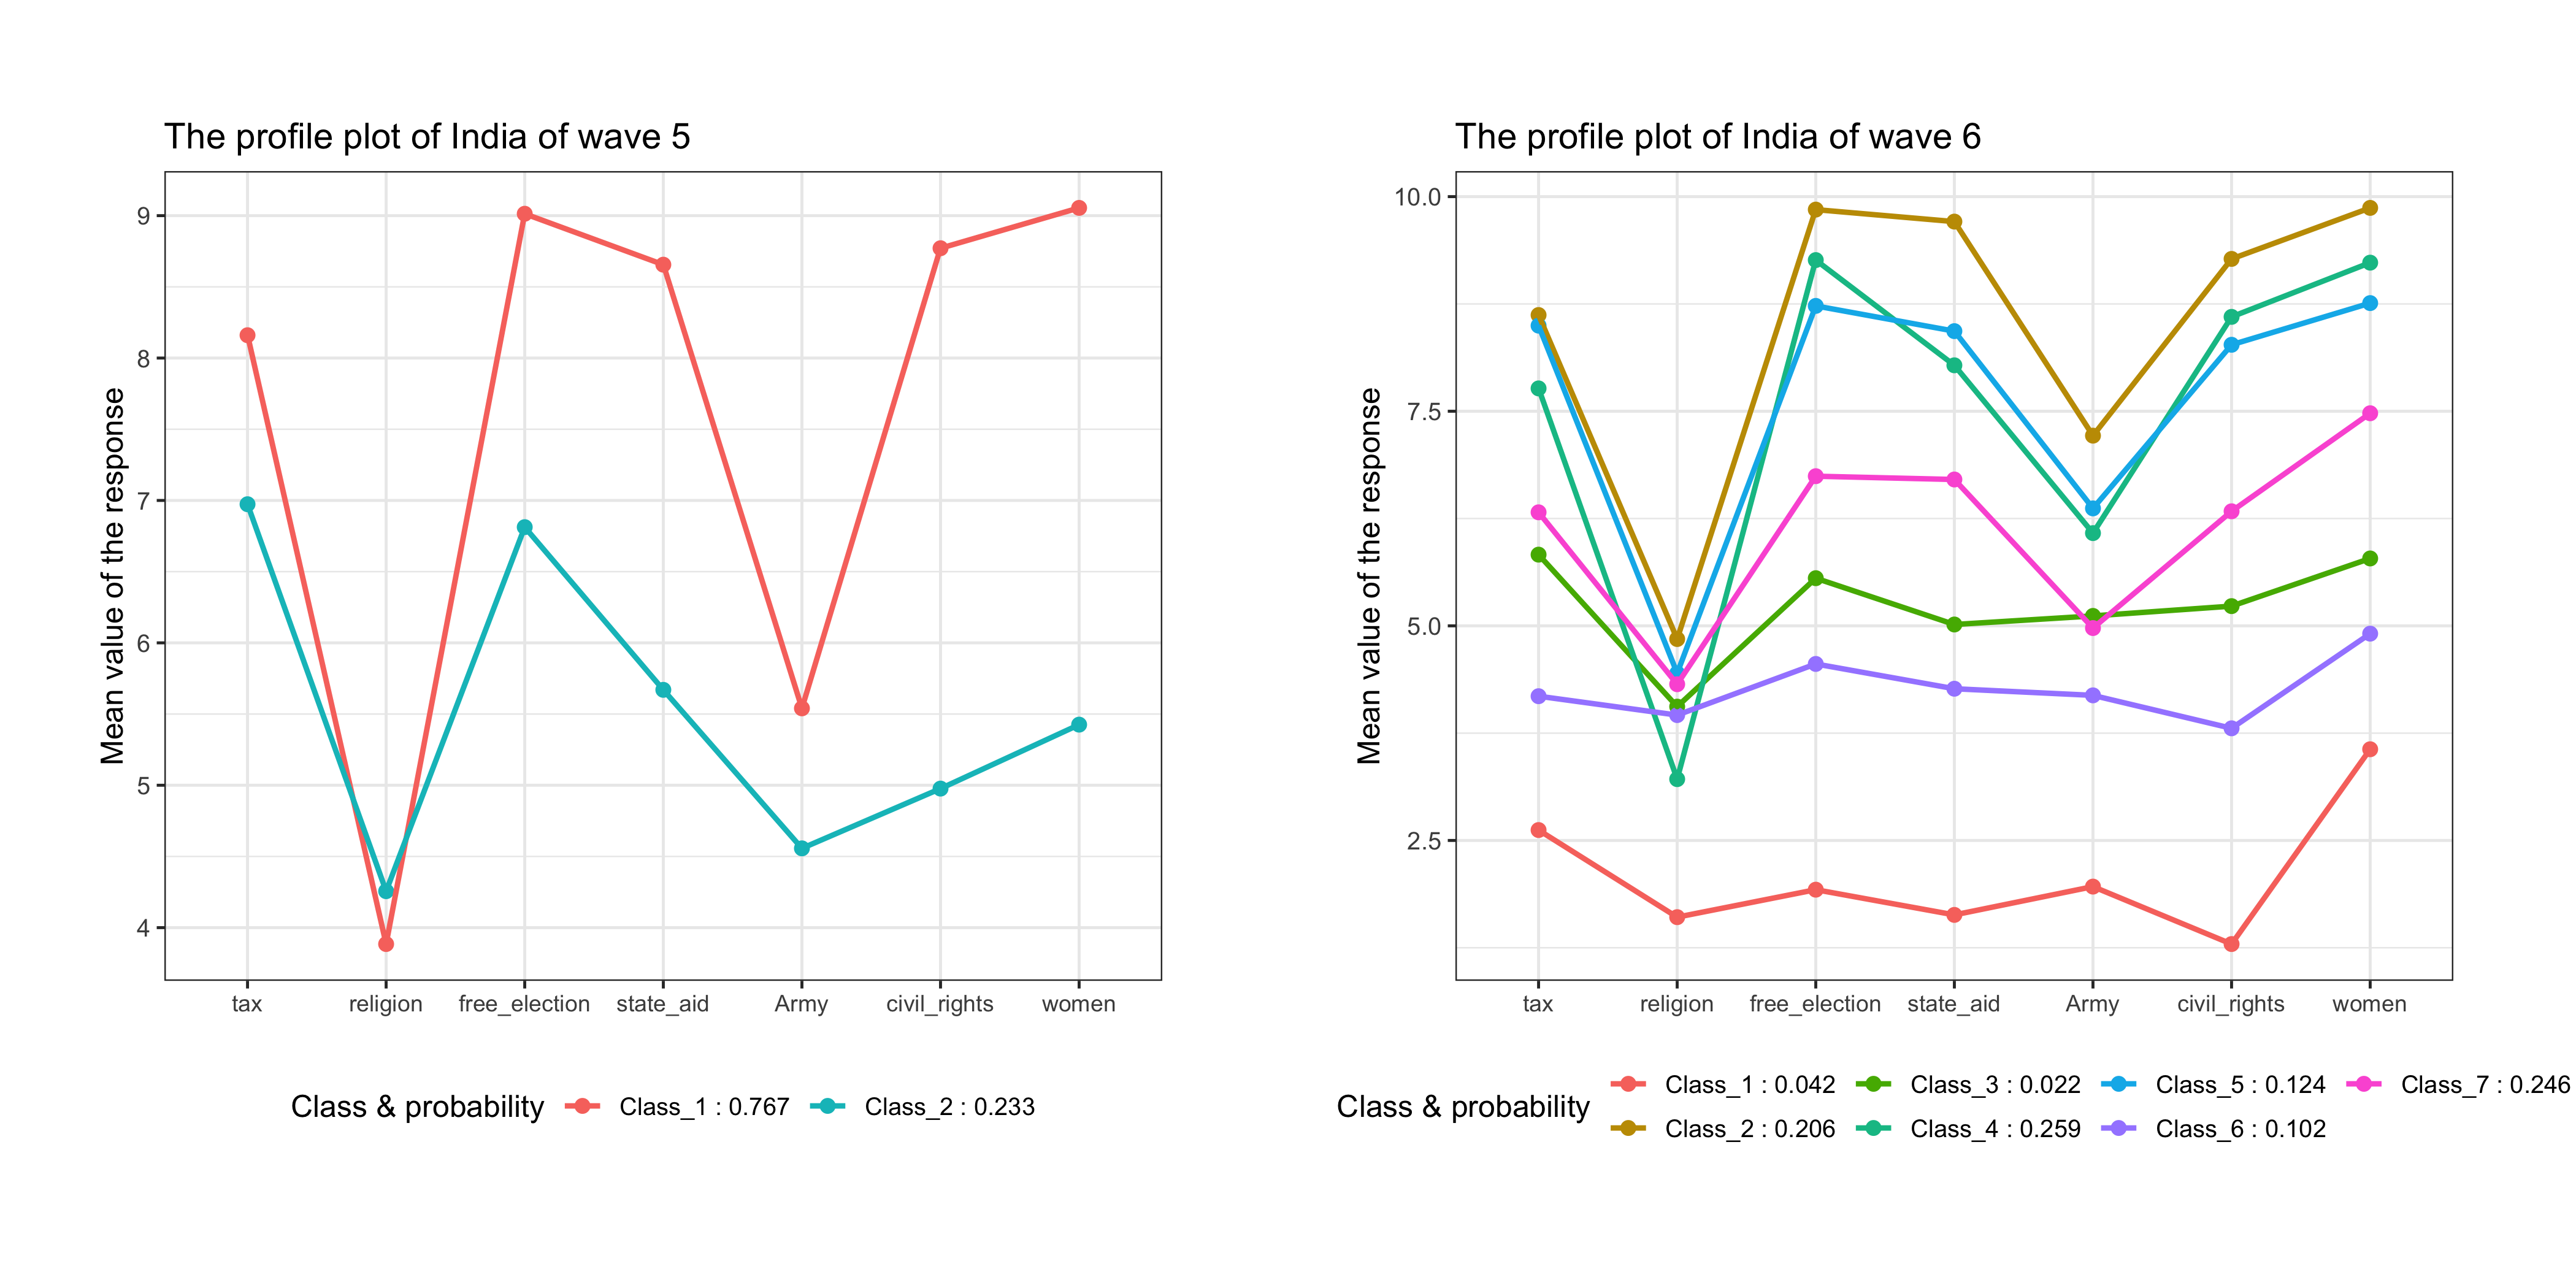 The profile plot of India of wave 5
Mean value of the response
9
8
7
6
5
4
tax religion free_election state_aid Army civil_rights women
Class & probability Class_1 : 0.767 Class_2 : 0.233
The profile plot of India of wave 6
Mean value of the response
10.0
7.5
5.0
2.5
tax religion free_election state_aid Army civil_rights women
Class & probability
Class_1 : 0.042 Class_3 : 0.022 Class_5 : 0.124 Class_7 : 0.246
Class_2 : 0.206 Class_4 : 0.259 Class_6 : 0.102